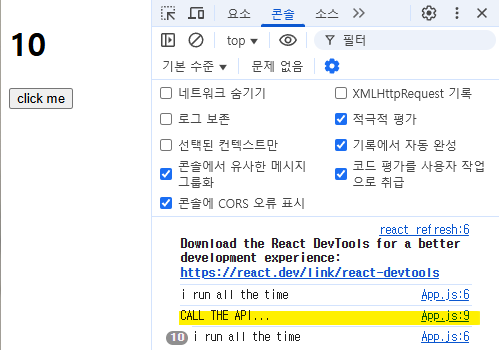 10
click me
요소 콘솔 소스
top 필터
기본 수준 문제 없음
네트워크 숨기기 XMLHttpRequest 기록
로그 보존 적극적 평가
선택된 컨텍스트만 기록에서 자동 완성
콘솔에서 유사한 메시지 그룹화 코드 평가를 사용자 작업으로 취급
콘솔에 CORS 오류 표시
react refresh:6
Download the React DevTools for a better
development experience:
https://react.dev/link/react-devtools
i run all the time App.js:6
CALL THE API... App.js:9
10 i run all the time App.js:6